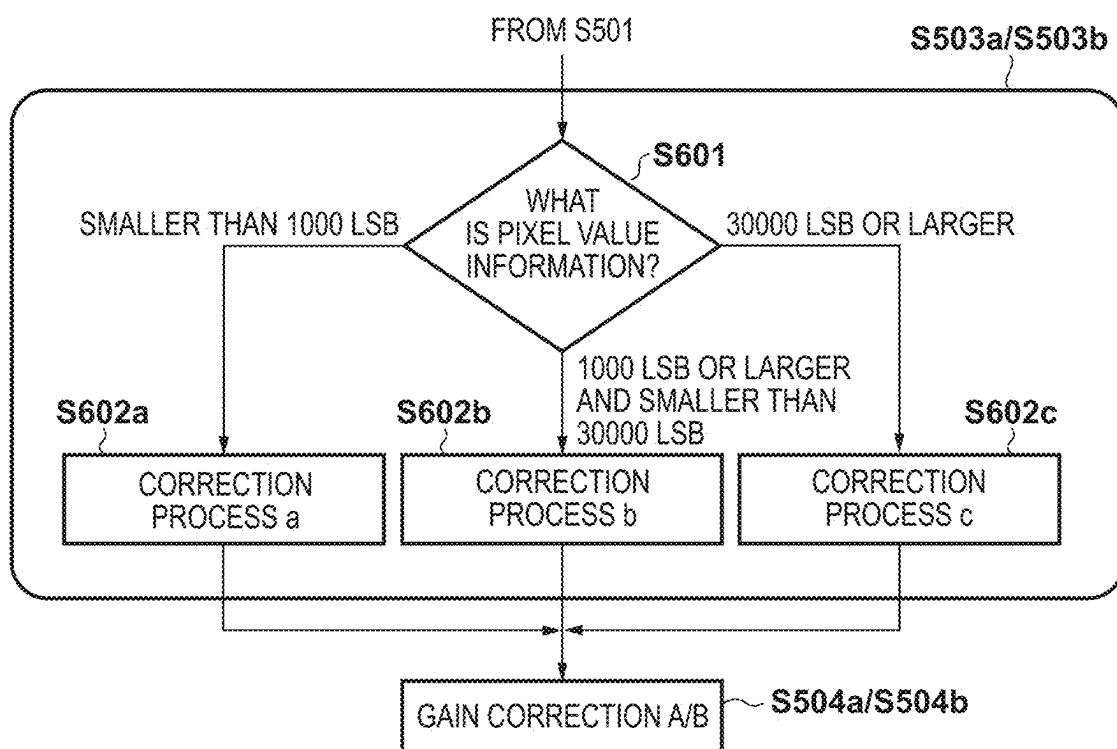 FROM S501
S503a/S503b
S601
WHAT
IS PIXEL VALUE
INFORMATION?
SMALLER THAN 1000 LSB
30000 LSB OR LARGER
1000 LSB OR LARGER
AND SMALLER THAN
30000 LSB
S602a
S602b
S602c
CORRECTION
PROCESS a
CORRECTION
PROCESS b
CORRECTION
PROCESS c
S504a/S504b
GAIN CORRECTION A/B